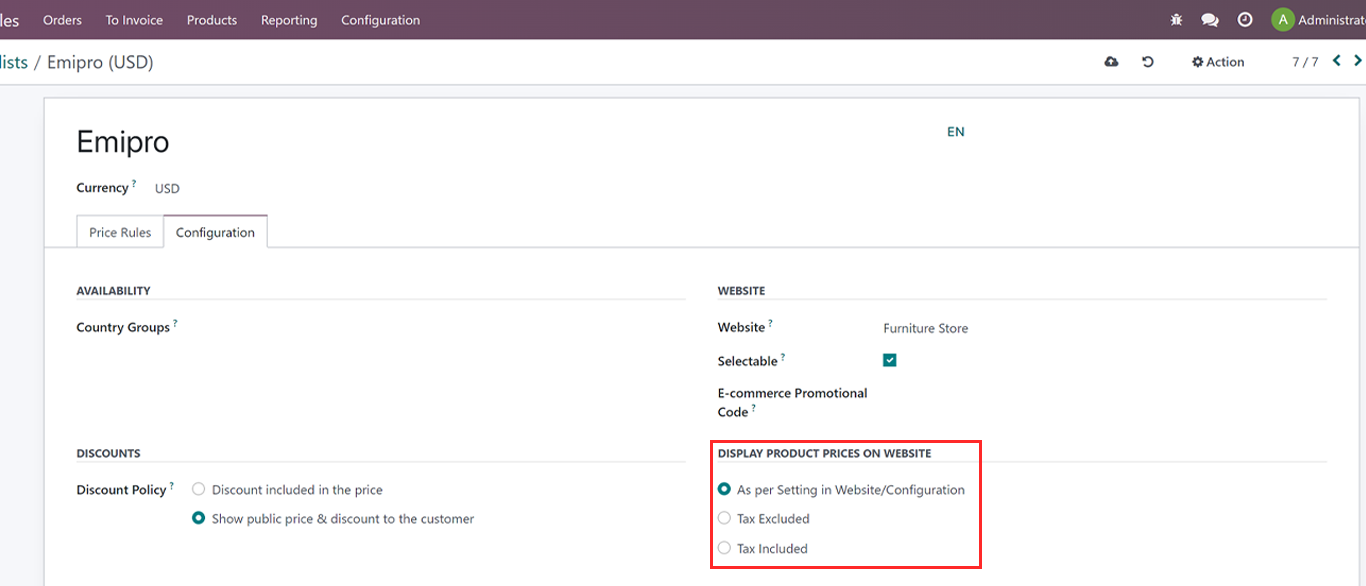 les Orders To Invoice Products Reporting Configuration A Administrat
lists / Emipro (USD) Action 7 / 7
Emipro EN
Currency ? USD
Price Rules Configuration
AVAILABILITY WEBSITE
Country Groups ? Website ? Furniture Store
Selectable ?
E-commerce Promotional
Code ?
DISCOUNTS DISPLAY PRODUCT PRICES ON WEBSITE
Discount Policy ? Discount included in the price As per Setting in Website/Configuration
Show public price & discount to the customer Tax Excluded
Tax Included